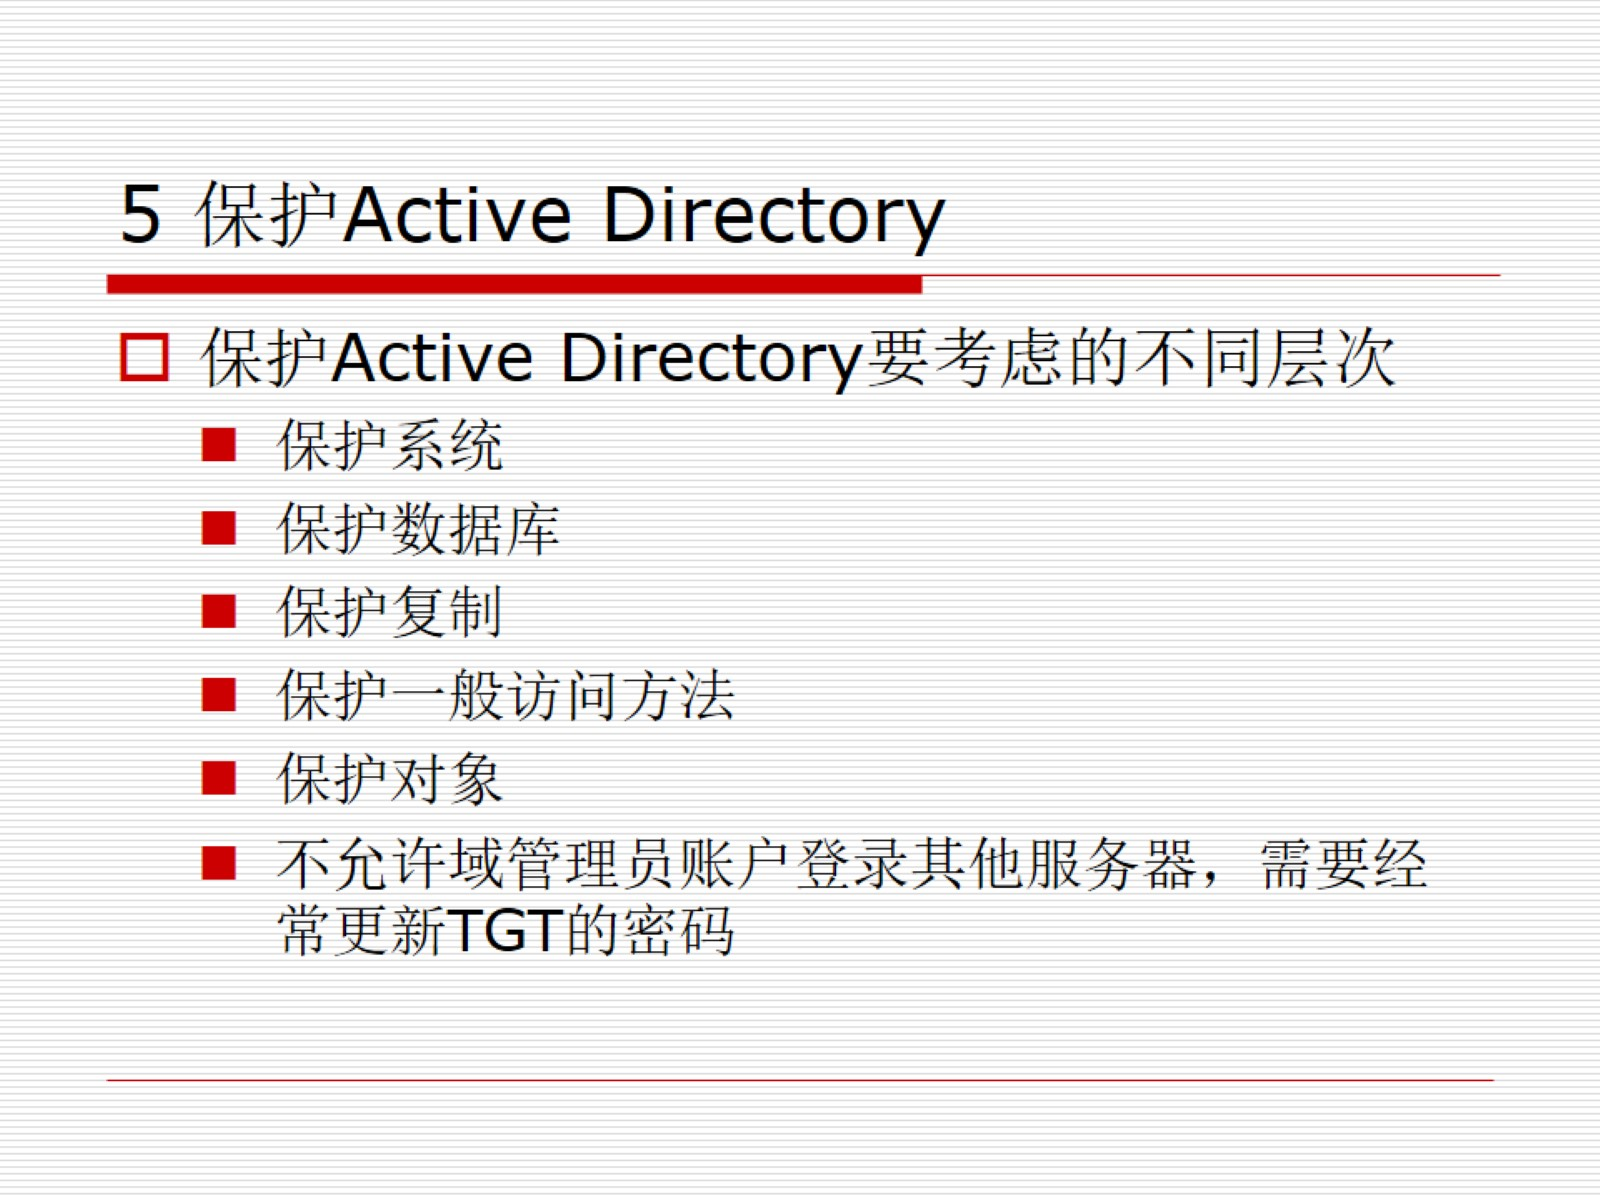 5 保护Active Directory
保护Active Directory要考虑的不同层次
保护系统
保护数据库
保护复制
保护一般访问方法
保护对象
不允许域管理员账户登录其他服务器，需要经
常更新TGT的密码